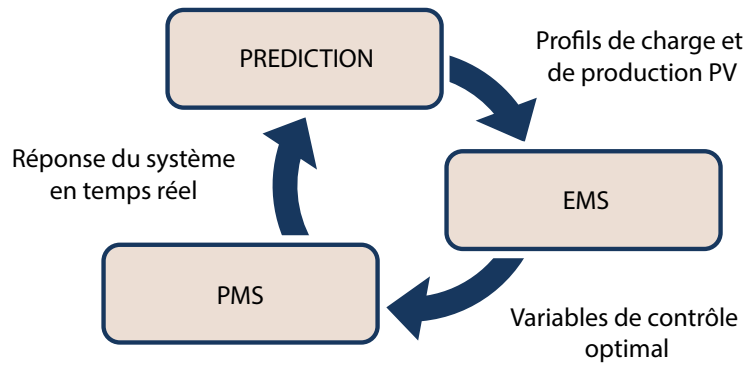 PREDICTION
Profils de charge et
de production PV
Réponse du système
en temps réel
EMS
PMS
Variables de contrôle
optimal